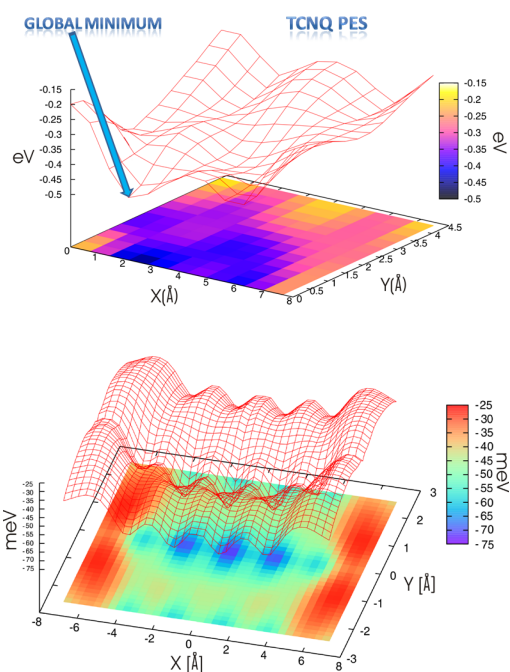 GLOBAL MINIMUM
TCNQ PES
-0.15
-0.2
-0.25
-0.3
-0.35
-0.4
-0.45
-0.5
eV
-0.15
-0.2
-0.25
-0.3
-0.35
-0.4
-0.45
-0.5
eV
0 1 2 3 4 5 6 7 8
X(Å)
0 0.5 1 1.5 2 2.5 3 3.5 4 4.5
Y(Å)
-25
-30
-35
-40
-45
-50
-55
-60
-65
-70
-75
meV
-25
-30
-35
-40
-45
-50
-55
-60
-65
-70
-75
meV
-8 -6 -4 -2 0 2 4 6 8
X [Å]
-3 -2 -1 0 1 2 3
Y [Å]